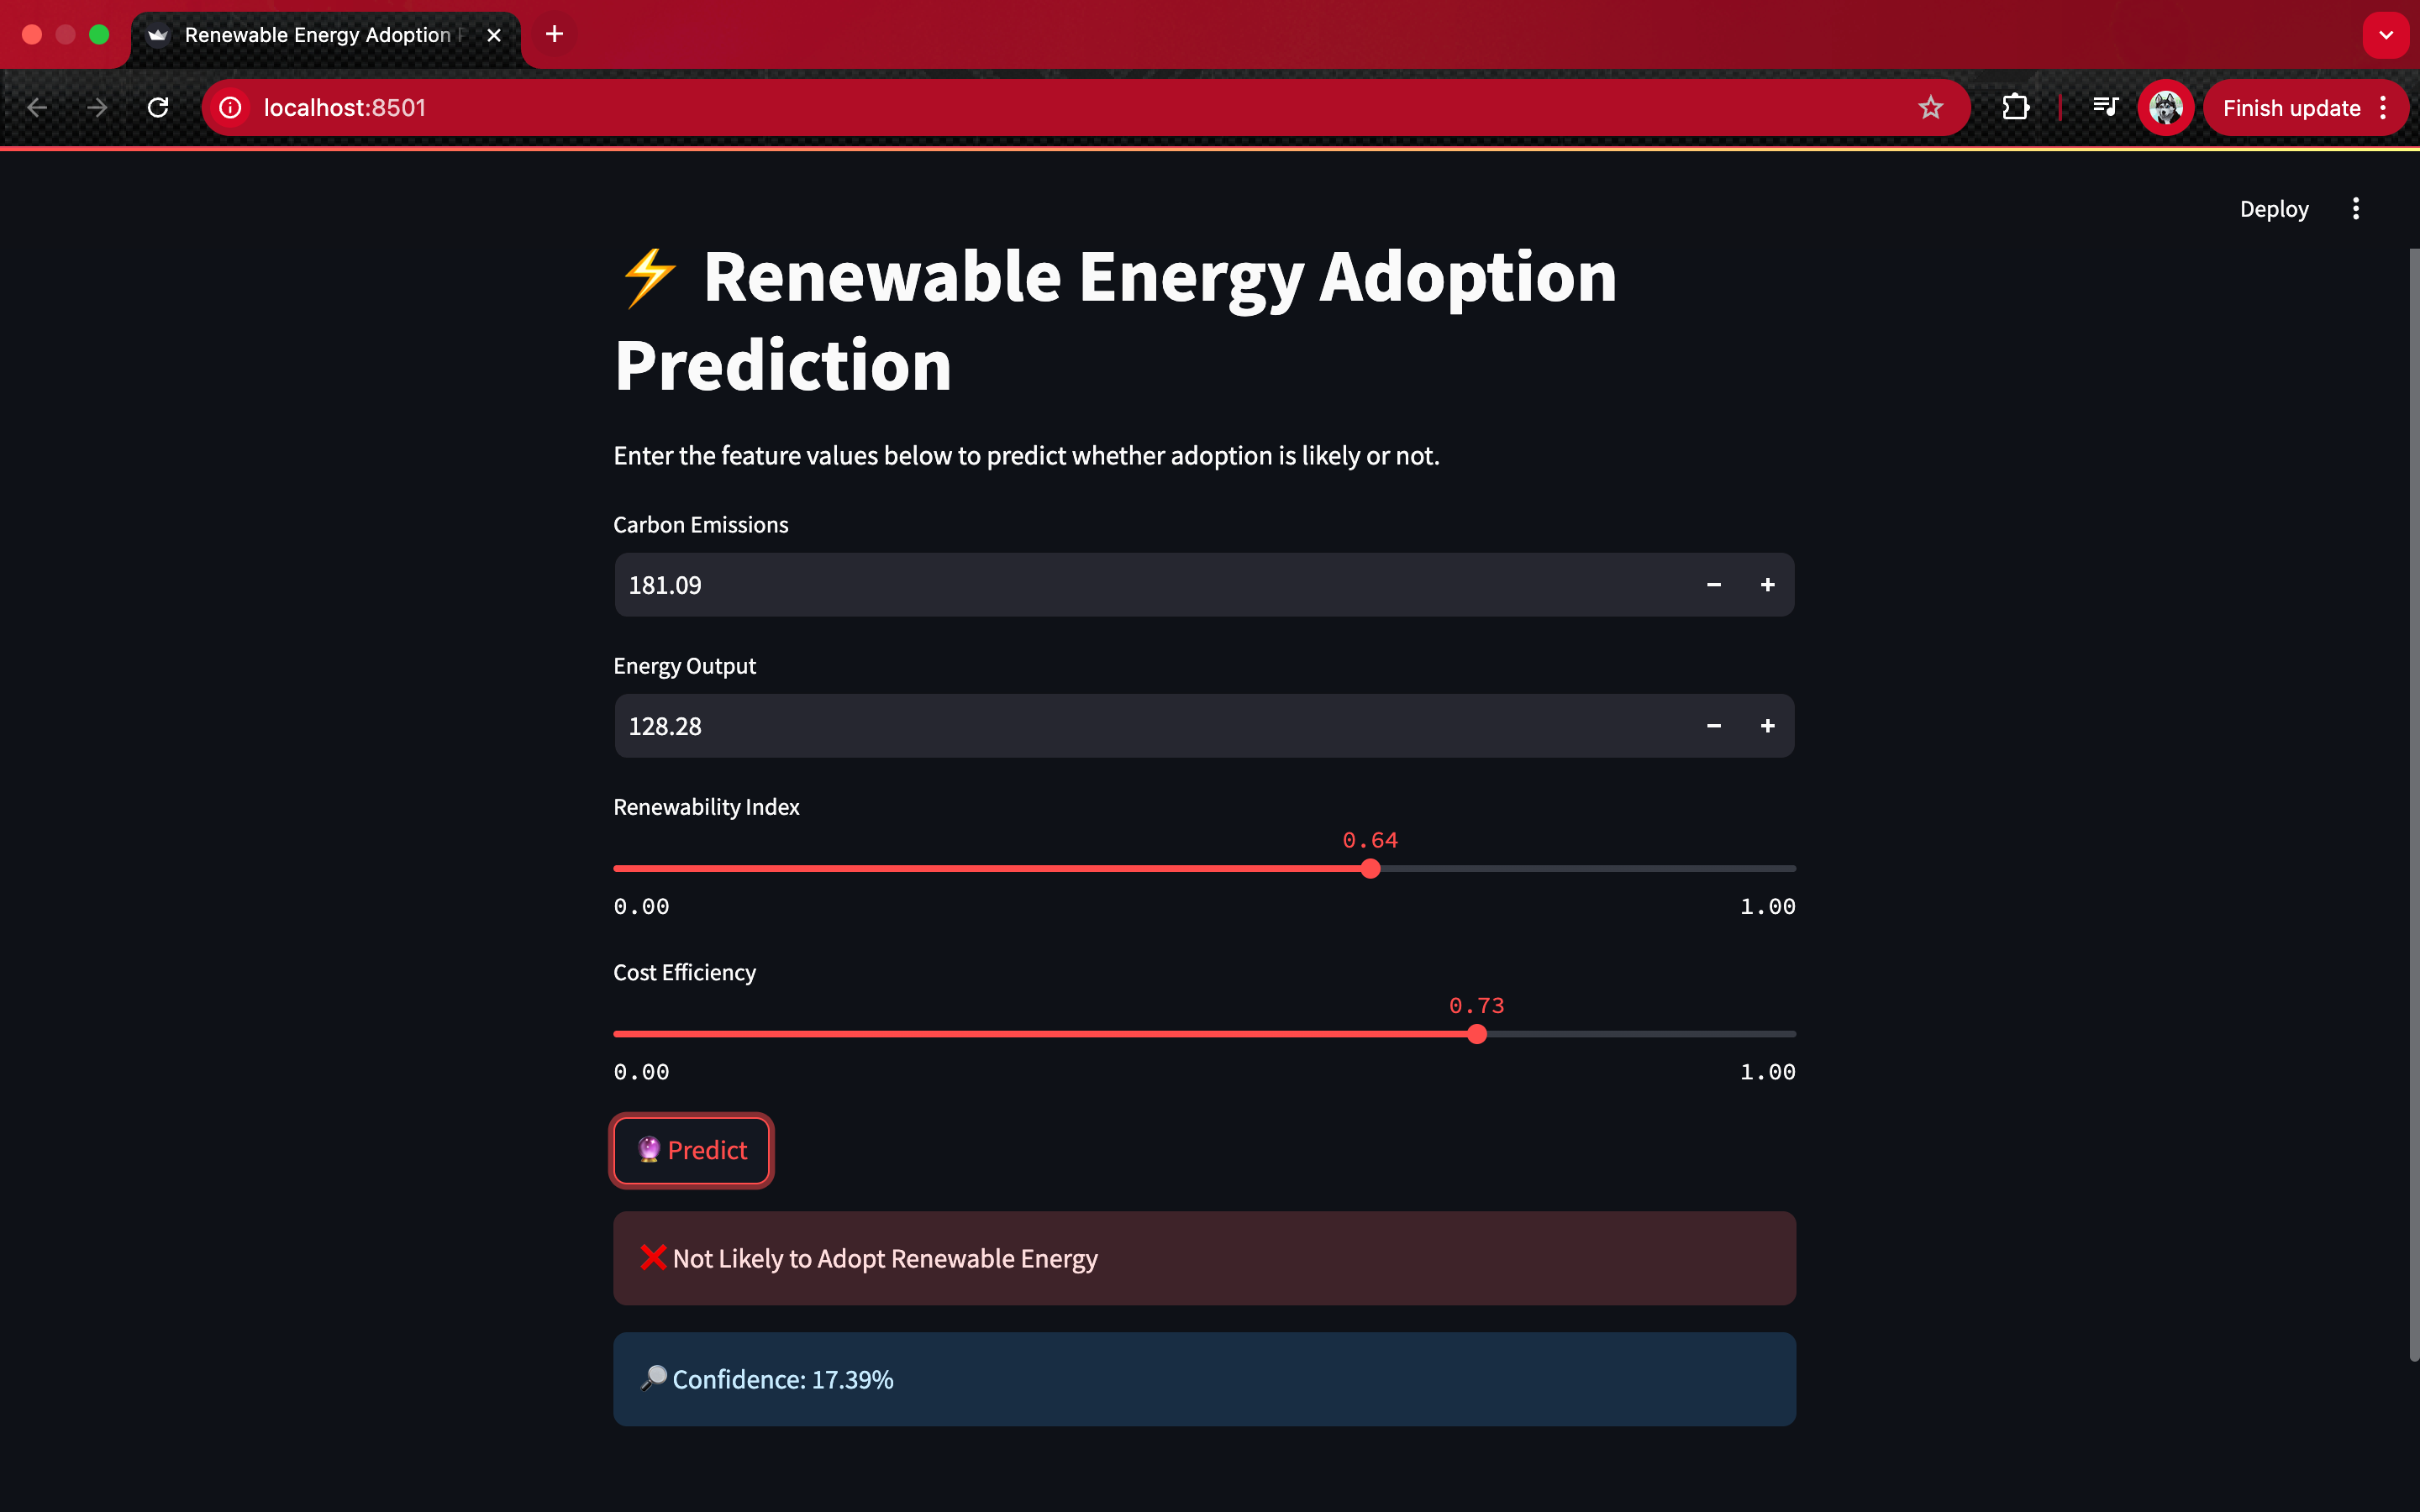 Renewable Energy Adoption
localhost:8501
Finish update
Deploy
⚡ Renewable Energy Adoption
Prediction
Enter the feature values below to predict whether adoption is likely or not.
Carbon Emissions
181.09
Energy Output
128.28
Renewability Index
0.64
0.00 1.00
Cost Efficiency
0.73
0.00 1.00
🔮 Predict
❌ Not Likely to Adopt Renewable Energy
🔎 Confidence: 17.39%